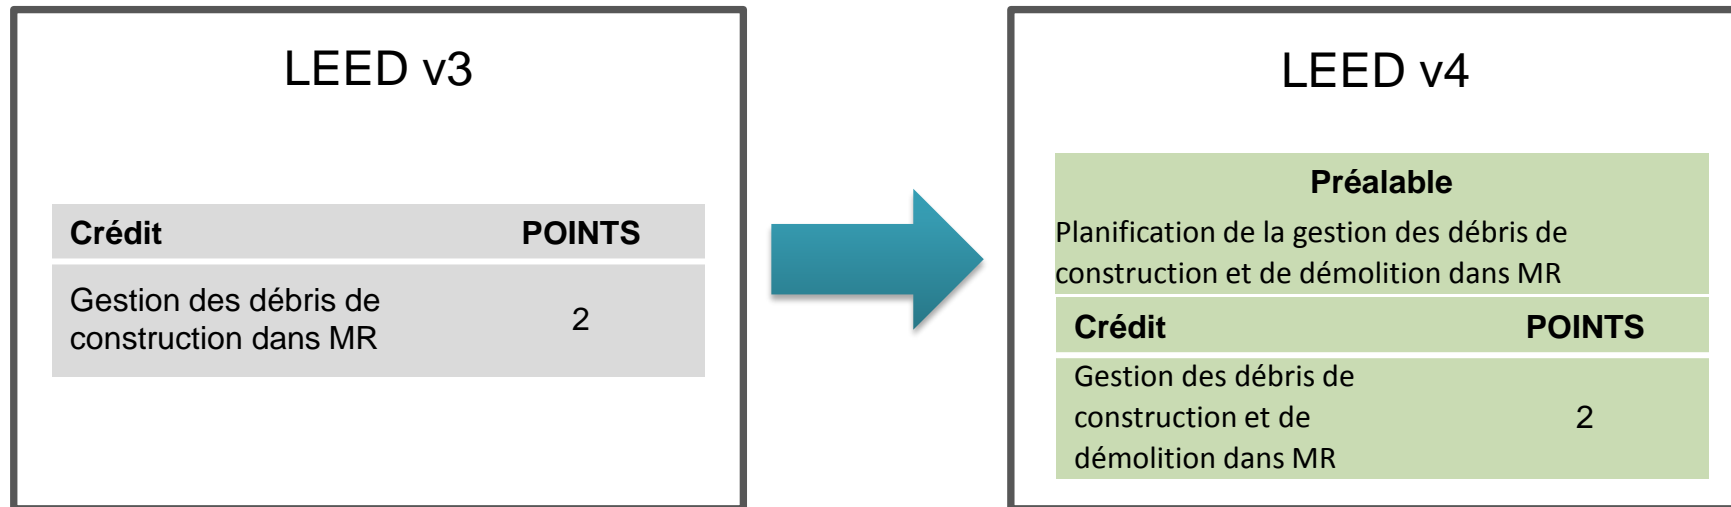 LEED v3
Crédit POINTS
Gestion des débris de
construction dans MR
2
LEED v4
Préalable
Planification de la gestion des débris de
construction et de démolition dans MR
Crédit POINTS
Gestion des débris de
construction et de
démolition dans MR
2